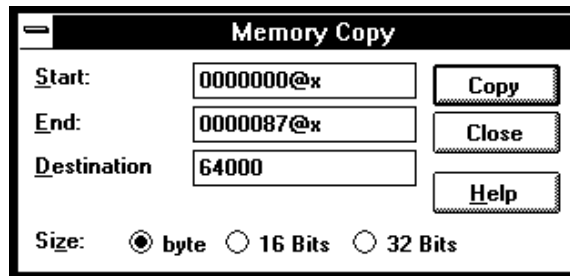 Memory Copy
Start: 0000000@x Copy
End: 0000087@x Close
Destination 64000
Help
Size: byte 16 Bits 32 Bits